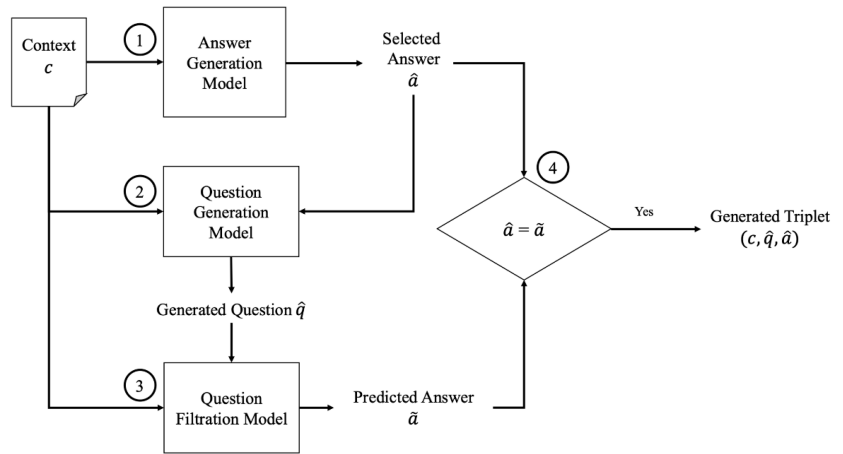 Context
c
1
Answer
Generation
Model
Selected
Answer
â
2
Question
Generation
Model
4
â = ã
Yes
Generated Triplet
(c, q̂, â)
Generated Question q̂
3
Question
Filtration Model
Predicted Answer
ã